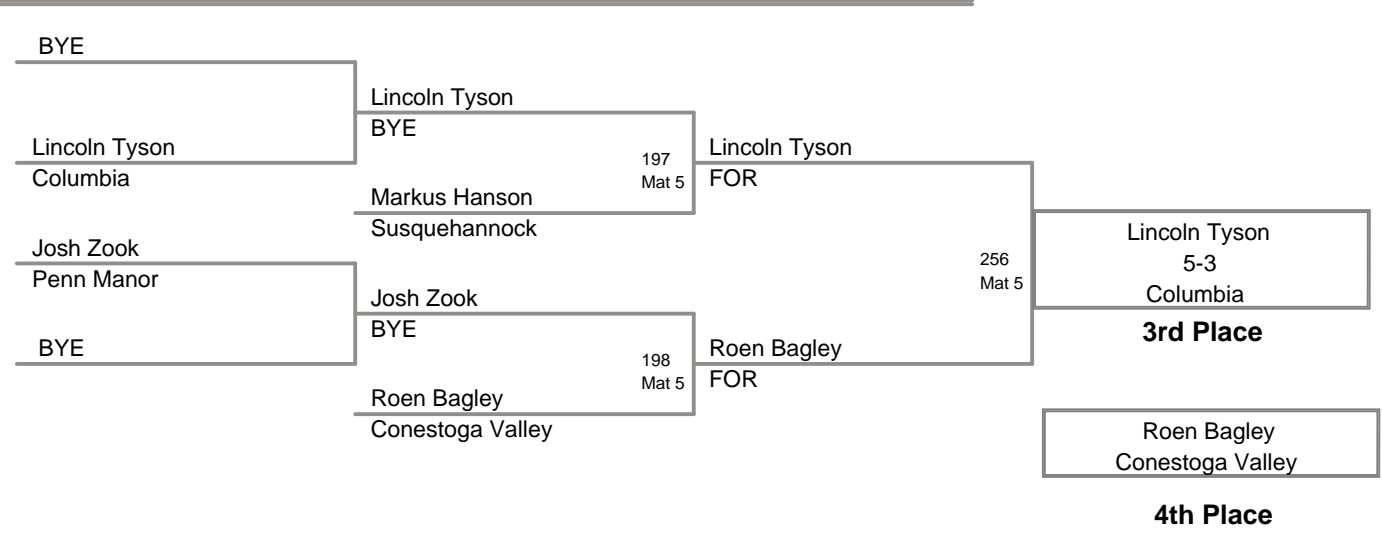 BYE
Lincoln Tyson
BYE
Lincoln Tyson
Columbia
197
Mat 5
Lincoln Tyson
FOR
Markus Hanson
Susquehannock
Josh Zook
Penn Manor
Josh Zook
BYE
BYE
198
Mat 5
Roen Bagley
FOR
Roen Bagley
Conestoga Valley
256
Mat 5
Lincoln Tyson
5-3
Columbia
3rd Place
Roen Bagley
Conestoga Valley
4th Place